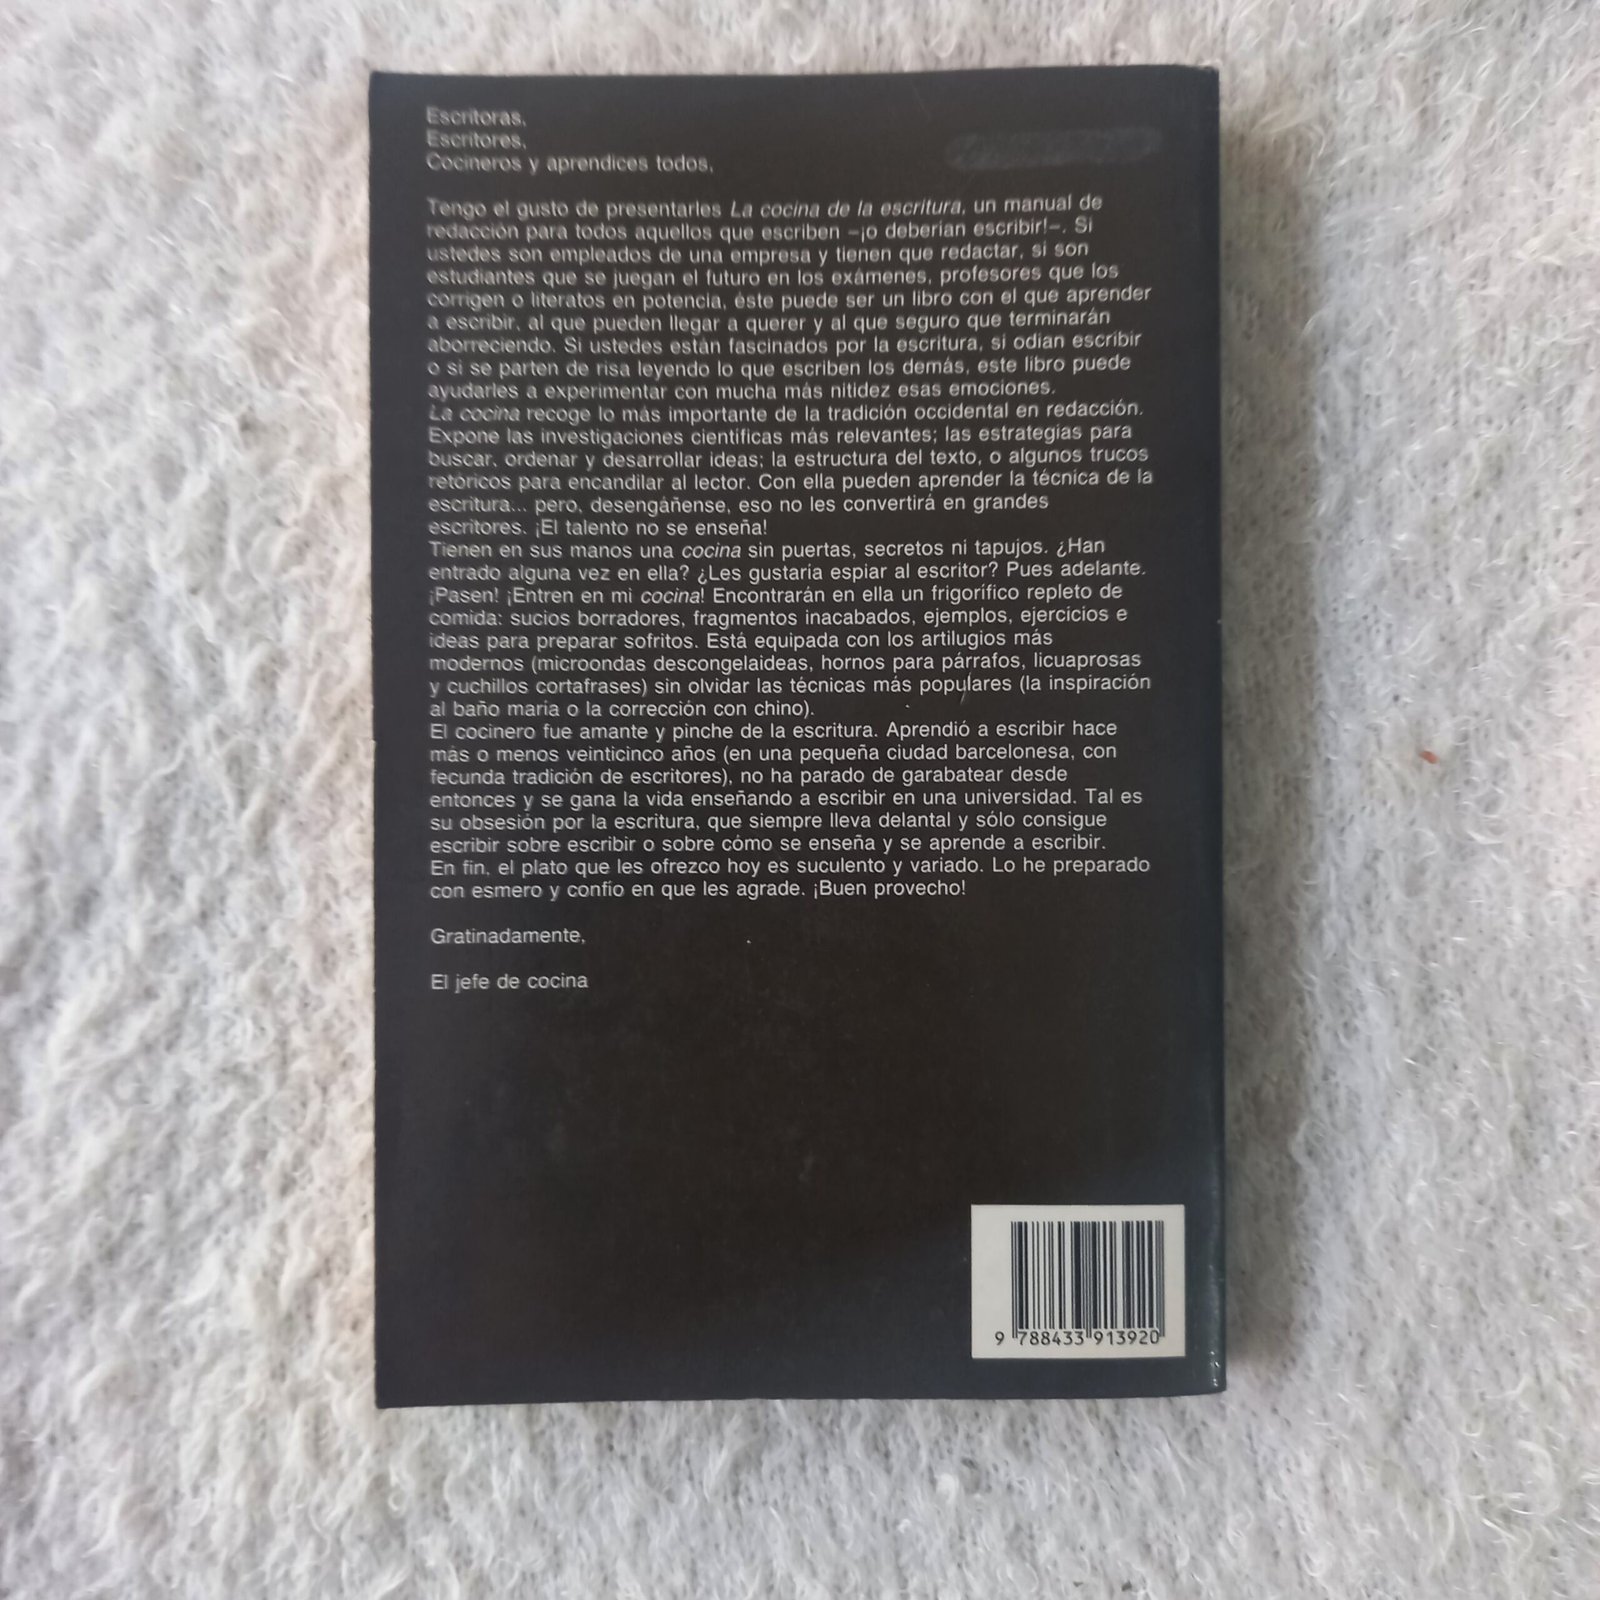 Escritoras,
Escritores,
Cocineros y aprendices todos,
Tengo el gusto de presentarles La cocina de la escritura, un manual de
redacción para todos aquellos que escriben –¡o deberían escribir!–. Si
ustedes son empleados de una empresa y tienen que redactar, si son
estudiantes que se juegan el futuro en los exámenes, profesores que los
corrigen o literatos en potencia, éste puede ser un libro con el que aprender
a escribir, al que pueden llegar a querer y al que seguro que terminarán
aborreciendo. Si ustedes están fascinados por la escritura, si odian escribir
o si se parten de risa leyendo lo que escriben los demás, este libro puede
ayudarles a experimentar con mucha más nitidez esas emociones.
La cocina recoge lo más importante de la tradición occidental en redacción.
Expone las investigaciones científicas más relevantes; las estrategias para
buscar, ordenar y desarrollar ideas; la estructura del texto, o algunos trucos
retóricos para encandilar al lector. Con ella pueden aprender la técnica de la
escritura... pero, desengáñense, eso no les convertirá en grandes
escritores. ¡El talento no se enseña!
Tienen en sus manos una cocina sin puertas, secretos ni tapujos. ¿Han
entrado alguna vez en ella? ¿Les gustaría espiar al escritor? Pues adelante.
¡Pasen! ¡Entren en mi cocina! Encontrarán en ella un frigorífico repleto de
comida: sucios borradores, fragmentos inacabados, ejemplos, ejercicios e
ideas para preparar sofritos. Está equipada con los artilugios más
modernos (microondas descongelaideas, hornos para párrafos, licuaprosas
y cuchillos cortafrases) sin olvidar las técnicas más populares (la inspiración
al baño maría o la corrección con chino).
El cocinero fue amante y pinche de la escritura. Aprendió a escribir hace
más o menos veinticinco años (en una pequeña ciudad barcelonesa, con
fecunda tradición de escritores), no ha parado de garabatear desde
entonces y se gana la vida enseñando a escribir en una universidad. Tal es
su obsesión por la escritura, que siempre lleva delantal y sólo consigue
escribir sobre escribir o sobre cómo se enseña y se aprende a escribir.
En fin, el plato que les ofrezco hoy es suculento y variado. Lo he preparado
con esmero y confío en que les agrade. ¡Buen provecho!
Gratinadamente,
El jefe de cocina
9 788433 913920